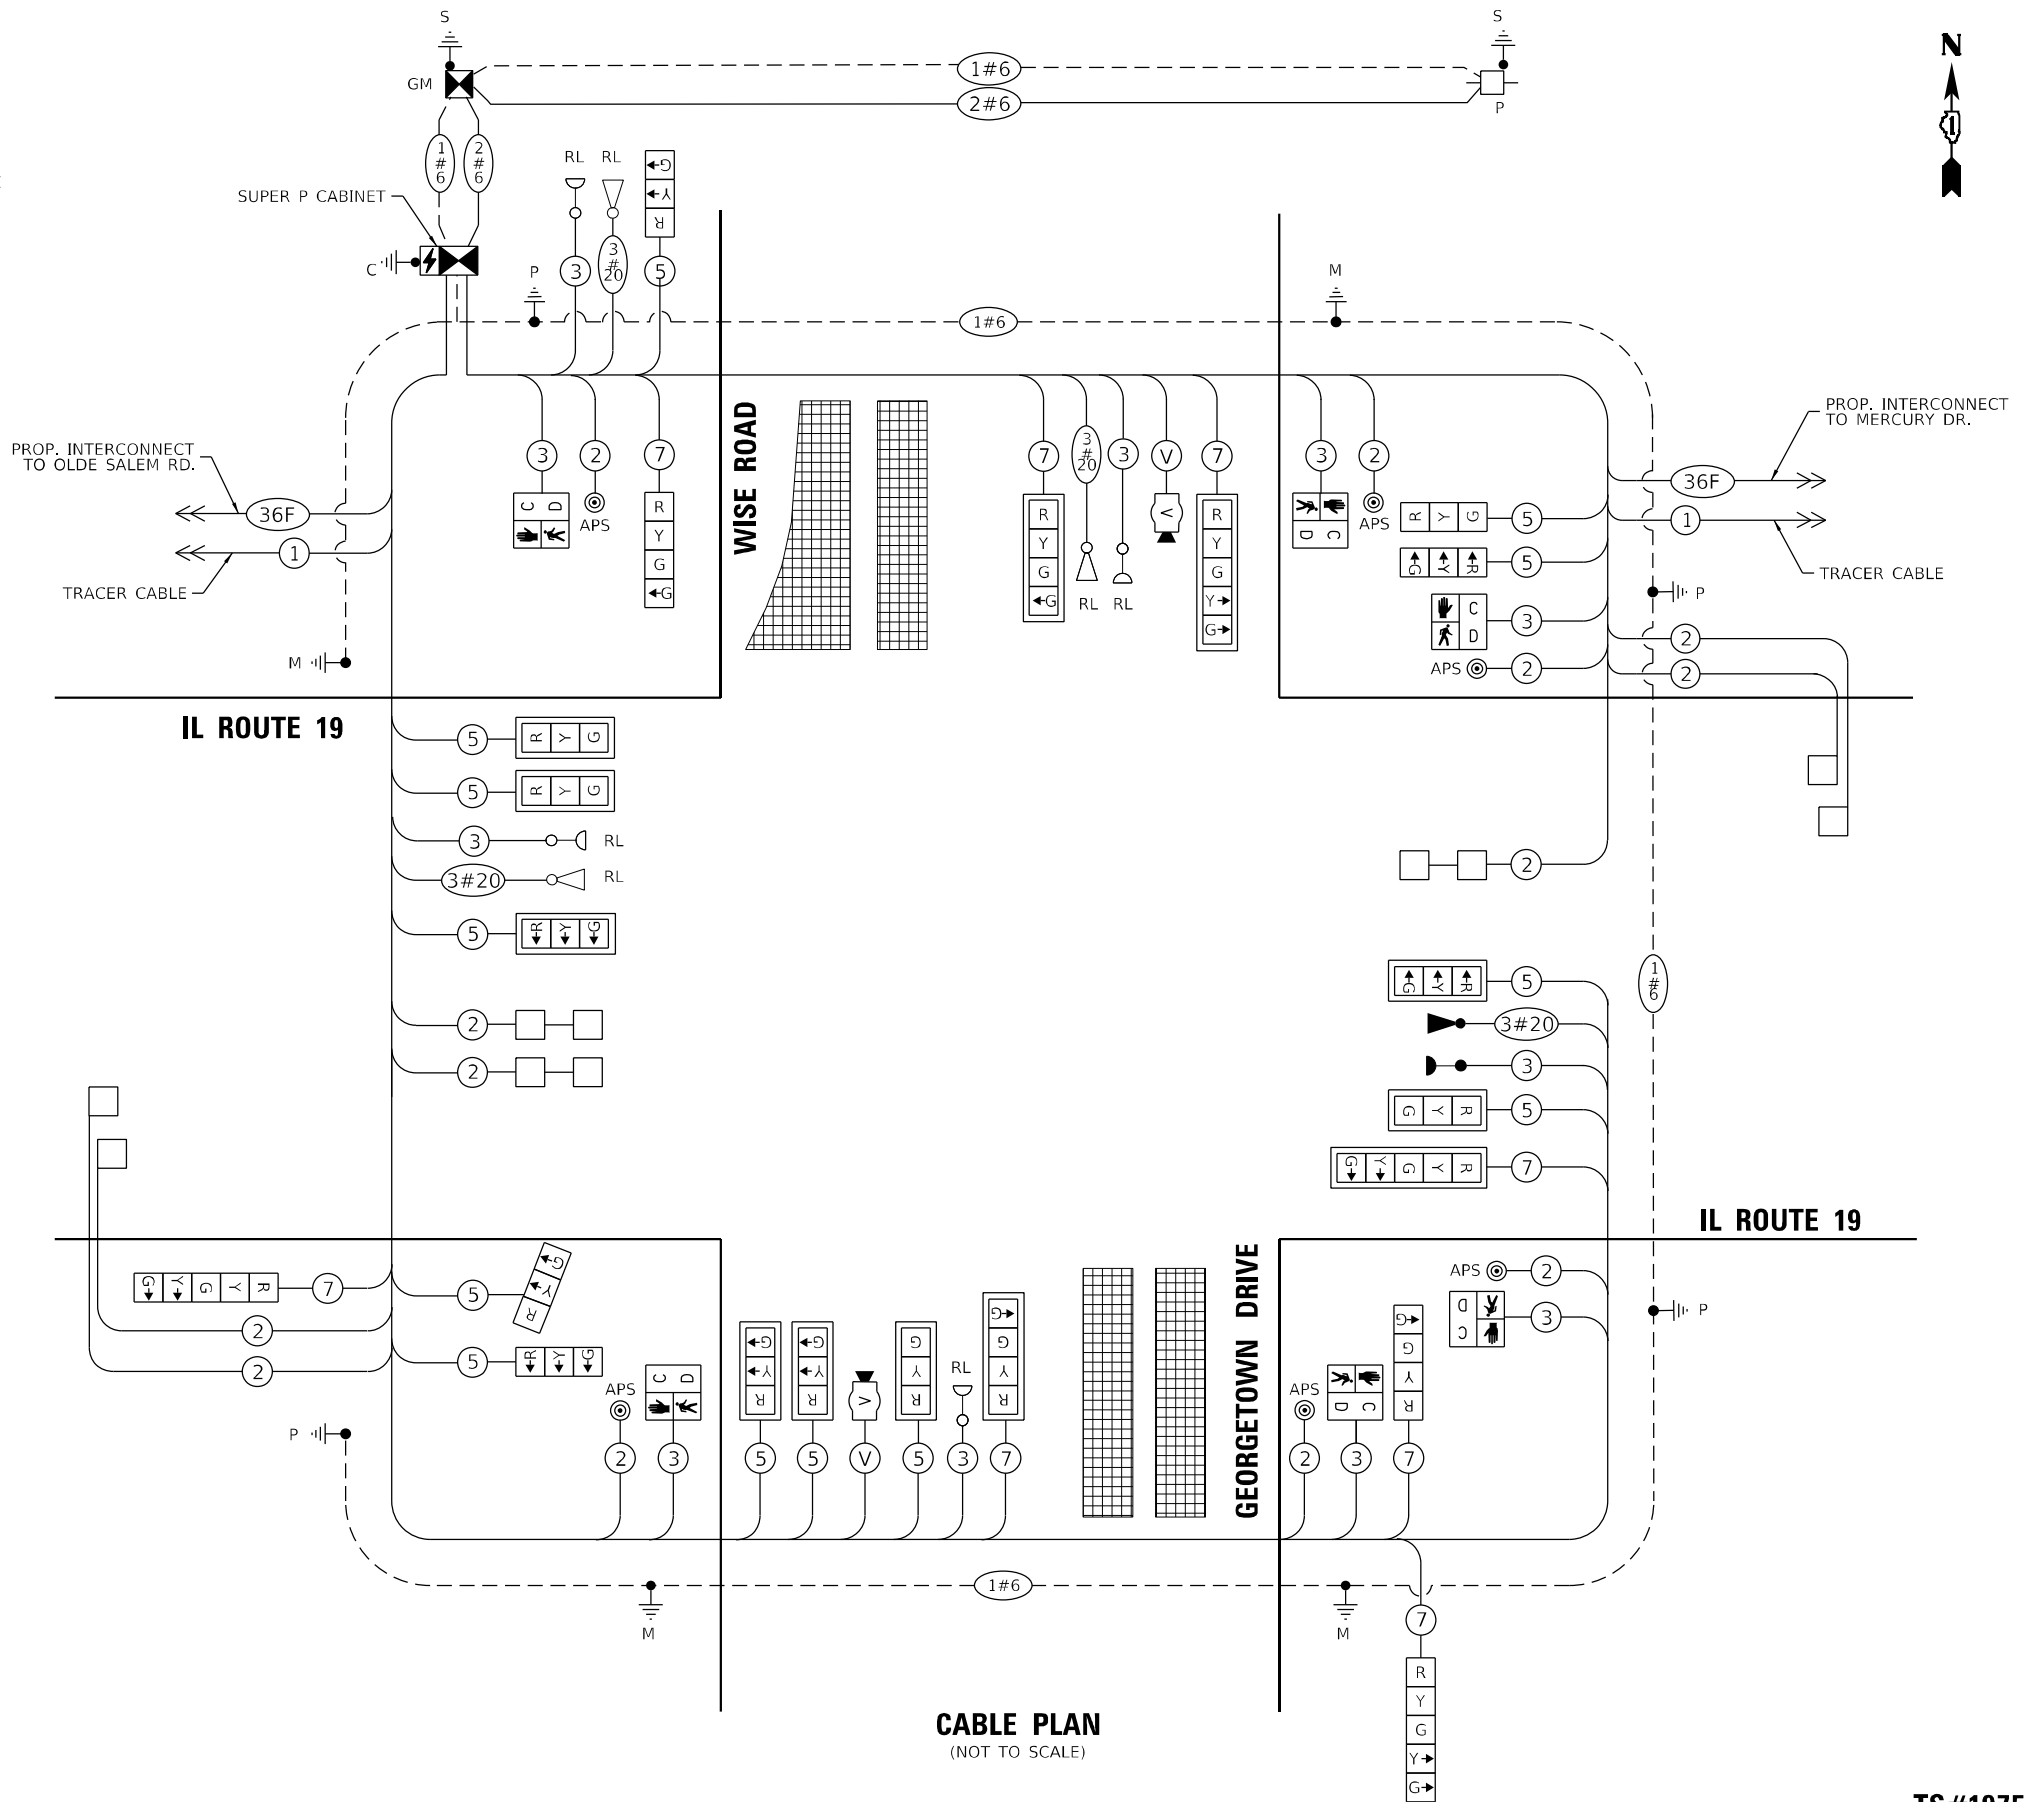 S
S
N
GM
1#6
2#6
P
1
#
6
2
#
6
RL
RL
G
Y
R
SUPER P CABINET
C
3
3
#
20
5
P
M
1#6
PROP. INTERCONNECT
TO OLDE SALEM RD.
36F
1
TRACER CABLE
M
3
2
7
C D
APS
R
Y
G
G
WISE ROAD
7
3
#
20
3
V
7
R
Y
G
G
RL
RL
V
R
Y
G
Y
G
3
2
D C
APS
R Y G
5
G Y R
5
C
D
3
APS
2
PROP. INTERCONNECT
TO MERCURY DR.
36F
1
TRACER CABLE
P
2
2
IL ROUTE 19
5
R Y G
5
R Y G
3
RL
3#20
RL
5
R Y G
2
2
2
G Y R
5
3#20
3
G Y R
5
G Y G Y R
7
1
#
6
IL ROUTE 19
G Y G Y R
7
2
2
5
G
Y
R
5
R Y G
P
APS
2
C D
3
G
Y
R
5
G
Y
R
5
V
V
G
Y
R
5
RL
3
G
G
Y
R
7
GEORGETOWN DRIVE
APS
2
D
C
3
APS
2
D C
3
G
G
Y
R
7
P
M
1#6
M
7
R
Y
G
Y
G
CABLE PLAN
(NOT TO SCALE)